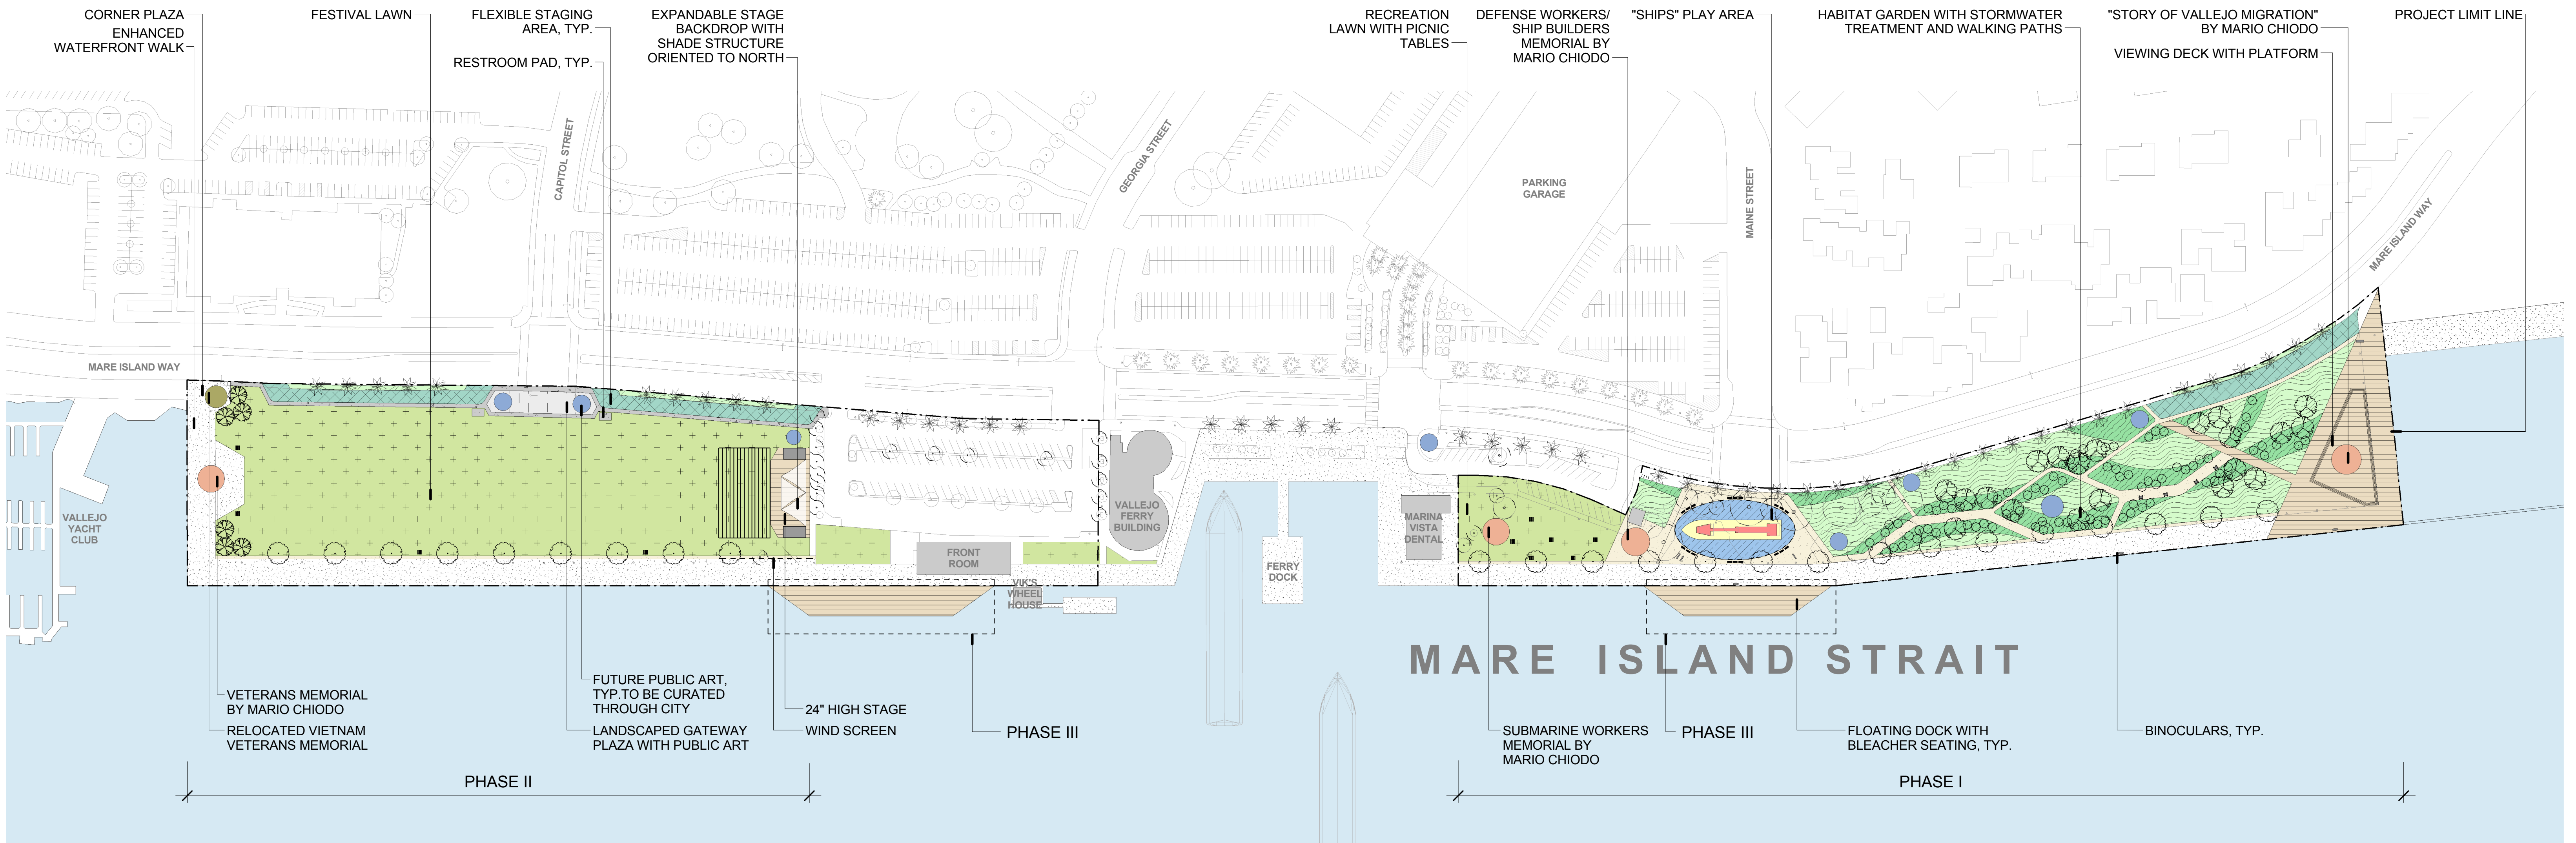 CORNER PLAZA
ENHANCED
WATERFRONT WALK
FESTIVAL LAWN
FLEXIBLE STAGING
AREA, TYP.
RESTROOM PAD, TYP.
EXPANDABLE STAGE
BACKDROP WITH
SHADE STRUCTURE
ORIENTED TO NORTH
RECREATION
LAWN WITH PICNIC
TABLES
DEFENSE WORKERS/
SHIP BUILDERS
MEMORIAL BY
MARIO CHIODO
"SHIPS" PLAY AREA
HABITAT GARDEN WITH STORMWATER
TREATMENT AND WALKING PATHS
"STORY OF VALLEJO MIGRATION"
BY MARIO CHIODO
VIEWING DECK WITH PLATFORM
PROJECT LIMIT LINE
CAPITOL STREET
GEORGIA STREET
PARKING
GARAGE
MAINE STREET
MARE ISLAND WAY
MARE ISLAND WAY
VALLEJO
YACHT
CLUB
VALLEJO
FERRY
BUILDING
FRONT
ROOM
VIK'S
WHEEL
HOUSE
FERRY
DOCK
MARINA
VISTA
DENTAL
MARE ISLAND STRAIT
VETERANS MEMORIAL
BY MARIO CHIODO
RELOCATED VIETNAM
VETERANS MEMORIAL
FUTURE PUBLIC ART,
TYP.TO BE CURATED
THROUGH CITY
LANDSCAPED GATEWAY
PLAZA WITH PUBLIC ART
24" HIGH STAGE
WIND SCREEN
PHASE III
SUBMARINE WORKERS
MEMORIAL BY
MARIO CHIODO
PHASE III
FLOATING DOCK WITH
BLEACHER SEATING, TYP.
BINOCULARS, TYP.
PHASE II
PHASE I